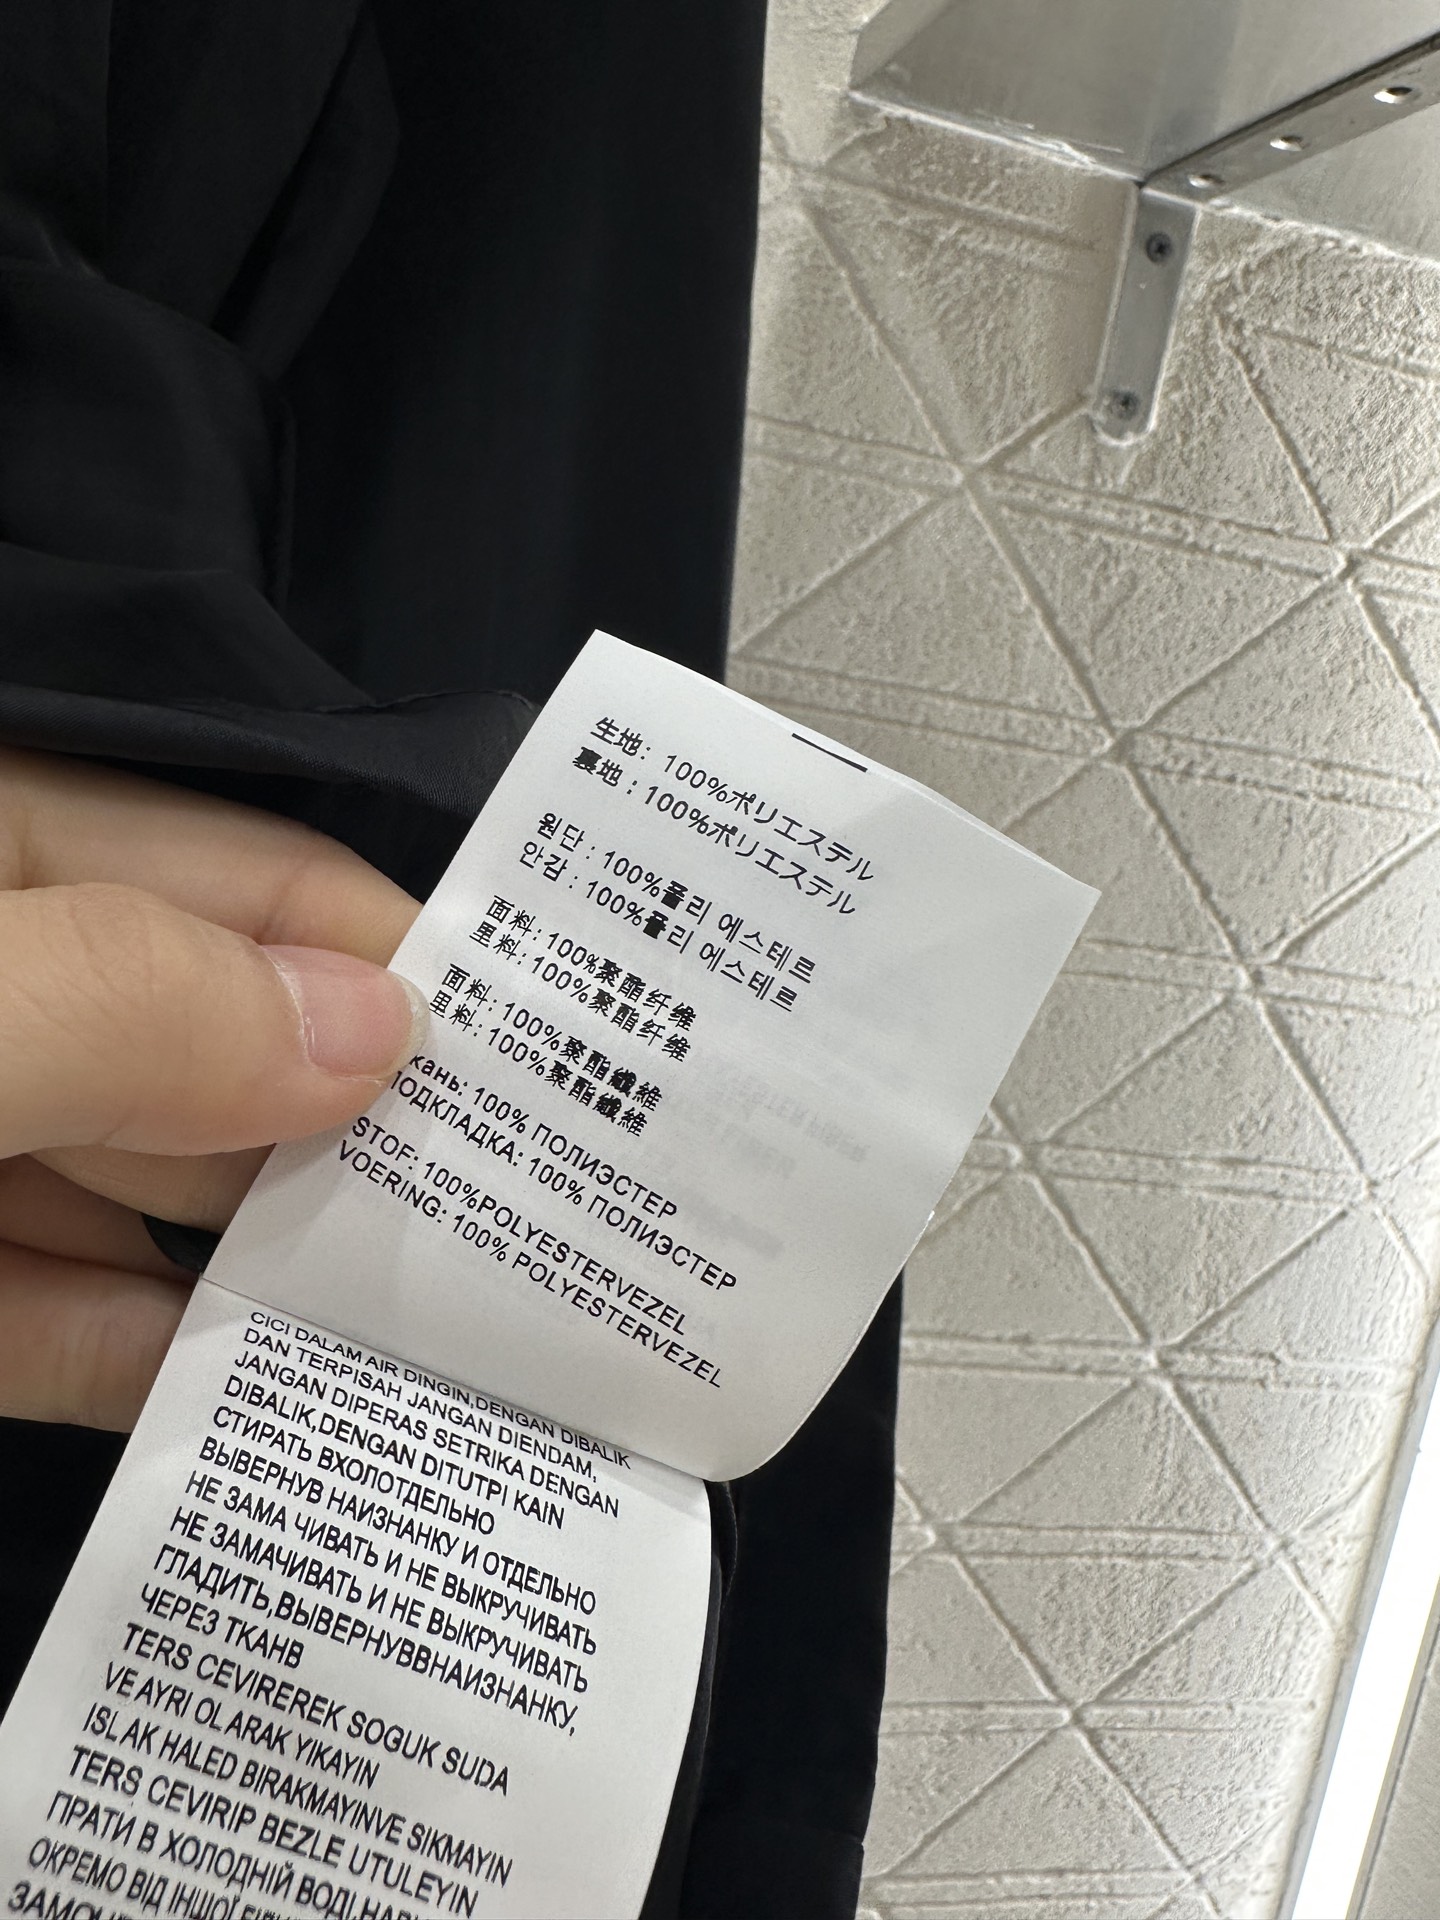 生地: 100%ポリエステル
裏地 : 100%ポリエステル
원단 : 100%폴리 에스테르
안감 : 100%폴리 에스테르
面料: 100%聚酯纤维
里料: 100%聚酯纤维
面料: 100%聚酯纖維
里料: 100%聚酯纖維
кань: 100% ПОЛИЭСТЕР
ПОДКЛАДКА: 100% ПОЛИЭСТЕР
STOF: 100%POLYESTERVEZEL
VOERING: 100% POLYESTERVEZEL
CICI DALAM AIR DINGIN,DENGAN DIBALIK
DAN TERPISAH JANGAN DIENDAM,
JANGAN DIPERAS SETRIKA DENGAN
DIBALIK,DENGAN DITUTPI KAIN
СТИРАТЬ ВХОЛОТДЕЛЬНО
ВЫВЕРНУВ НАИЗНАНКУ И ОТДЕЛЬНО
НЕ ЗАМА ЧИВАТЬ И НЕ ВЫКРУЧИВАТЬ
НЕ ЗАМАЧИВАТЬ И НЕ ВЫКРУЧИВАТЬ
ГЛАДИТЬ,ВЫВЕРНУВВНАИЗНАНКУ,
ЧЕРЕЗ ТКАНВ
TERS CEVIREREK SOGUK SUDA
VE AYRI OLARAK YIKAYIN
ISLAK HALED BIRAKMAYINVE SIKMAYIN
TERS CEVIRIP BEZLE UTULEYIN
ПРАТИ В ХОЛОДНІЙ ВОДІ,
ОКРЕМО ВІД ІНШОЇ